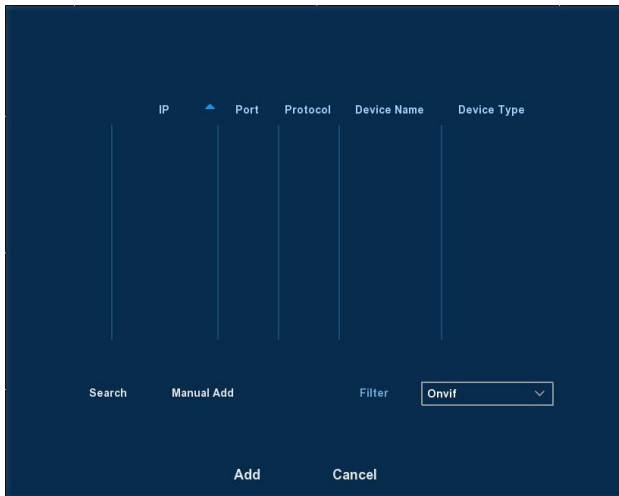 IP Port Protocol Device Name Device Type
Search Manual Add Filter Onvif
Add Cancel